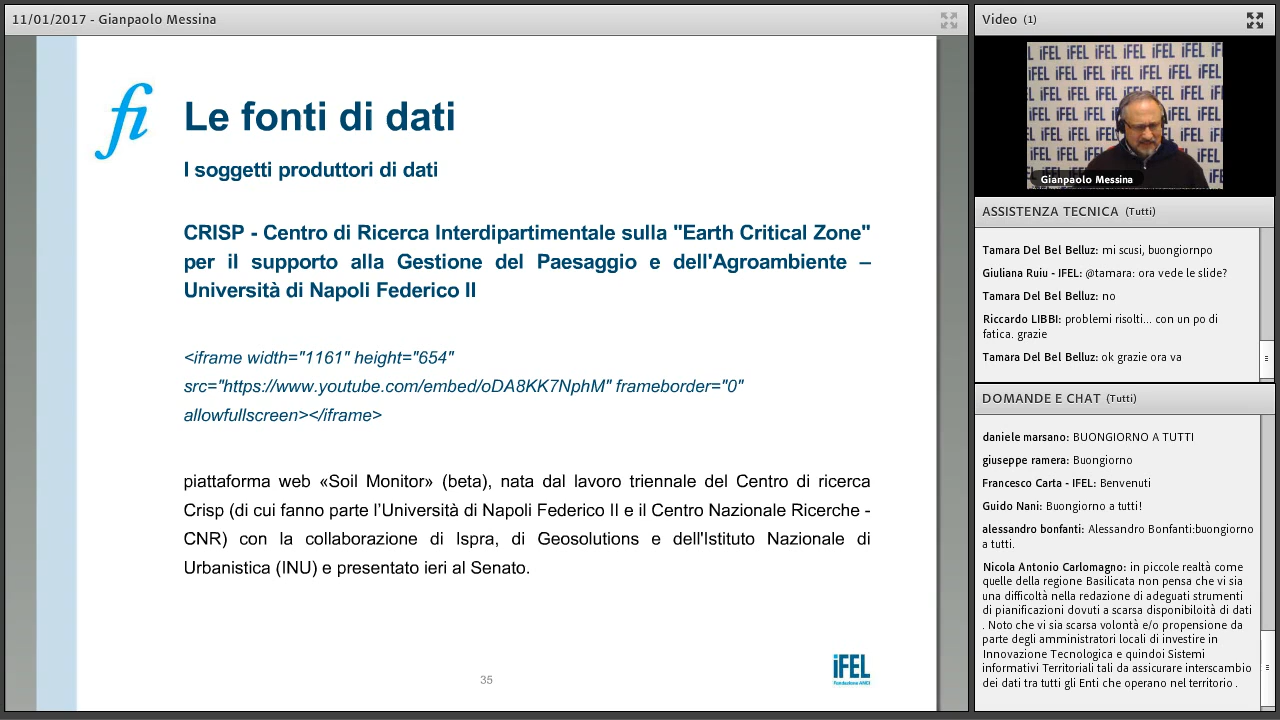 11/01/2017 - Gianpaolo Messina
fi
Le fonti di dati
I soggetti produttori di dati
CRISP - Centro di Ricerca Interdipartimentale sulla "Earth Critical Zone"
per il supporto alla Gestione del Paesaggio e dell'Agroambiente –
Università di Napoli Federico II
<iframe width="1161" height="654"
src="https://www.youtube.com/embed/oDA8KK7NphM" frameborder="0"
allowfullscreen></iframe>
piattaforma web «Soil Monitor» (beta), nata dal lavoro triennale del Centro di ricerca
Crisp (di cui fanno parte l'Università di Napoli Federico II e il Centro Nazionale Ricerche -
CNR) con la collaborazione di Ispra, di Geosolutions e dell'Istituto Nazionale di
Urbanistica (INU) e presentato ieri al Senato.
35
iFEL
Fondazione ANCI
Video (1)
Gianpaolo Messina
ASSISTENZA TECNICA (Tutti)
Tamara Del Bel Belluz: mi scusi, buongiornpo
Giuliana Ruiu - IFEL: @tamara: ora vede le slide?
Tamara Del Bel Belluz: no
Riccardo LIBBI: problemi risolti... con un po di
fatica. grazie
Tamara Del Bel Belluz: ok grazie ora va
DOMANDE E CHAT (Tutti)
daniele marsano: BUONGIORNO A TUTTI
giuseppe ramera: Buongiorno
Francesco Carta - IFEL: Benvenuti
Guido Nani: Buongiorno a tutti!
alessandro bonfanti: Alessandro Bonfanti:buongiorno
a tutti.
Nicola Antonio Carlomagno: in piccole realtà come
quelle della regione Basilicata non pensa che vi sia
una difficoltà nella redazione di adeguati strumenti
di pianificazioni dovuti a scarsa disponibiloità di dati
. Noto che vi sia scarsa volontà e/o propensione da
parte degli amministratori locali di investire in
Innovazione Tecnologica e quindoi Sistemi
informativi Territoriali tali da assicurare interscambio
dei dati tra tutti gli Enti che operano nel territorio .